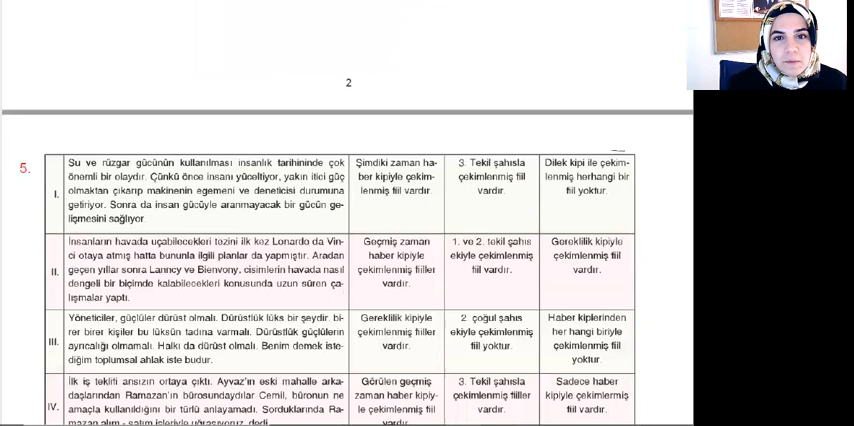 2
5.
I.
Su ve rüzgar gücünün kullanılması insanlık tarihininde çok
önemli bir olaydır. Çünkü önce insanı yüceltiyor, yakın itici güç
olmaktan çıkarıp makinenin egemeni ve deneticisi durumuna
getiriyor. Sonra da insan gücüyle aranmayacak bir gücün ge-
lişmesini sağlıyor.
Şimdiki zaman ha-
ber kipiyle çekim-
lenmiş fiil vardır.
3. Tekil şahısla
çekimlenmiş fiil
vardır.
Dilek kipi ile çekim-
lenmiş herhangi bir
fiil yoktur.
II.
İnsanların havada uçabilecekleri tezini ilk kez Lonardo da Vin-
ci otaya atmış hatta bununla ilgili planlar da yapmıştır. Aradan
geçen yıllar sonra Lanncy ve Bienvony, cisimlerin havada nasıl
dengeli bir biçimde kalabilecekleri konusunda uzun süren ça-
lışmalar yaptı.
Geçmiş zaman
haber kipiyle
çekimlenmiş fiiller
vardır.
1. ve 2. tekil şahıs
ekiyle çekimlenmiş
fiil vardır.
Gereklilik kipiyle
çekimlenmiş fiil
vardır.
III.
Yöneticiler, güçlüler dürüst olmalı. Dürüstlük lüks bir şeydir, bi-
rer birer kişiler bu lüksün tadına varmalı. Dürüstlük güçlülerin
ayrıcalığı olmamalı. Halkı da dürüst olmalı. Benim demek iste-
diğim toplumsal ahlak iste budur.
Gereklilik kipiyle
çekimlenmiş fiiller
vardır.
2. çoğul şahıs
ekiyle çekimlenmiş
fiil yoktur.
Haber kiplerinden
her hangi biriyle
çekimlenmiş fiil
yoktur.
IV.
İlk iş teklifi ansızın ortaya çıktı. Ayvaz'ın eski mahalle arka-
daşlarından Ramazan'ın bürosundaydılar Cemil, büronun ne
amaçla kullanıldığını bir türlü anlayamadı. Sorduklarında Ra-
mazan alım - satım işleriyle uğraşıyoruz, dedi.
Görülen geçmiş
zaman haber kipiy-
le çekimlenmiş fiil
vardır
3. Tekil şahısla
çekimlenmiş fiiller
vardır.
Sadece haber
kipiyle çekimlermiş
fiil vardır.